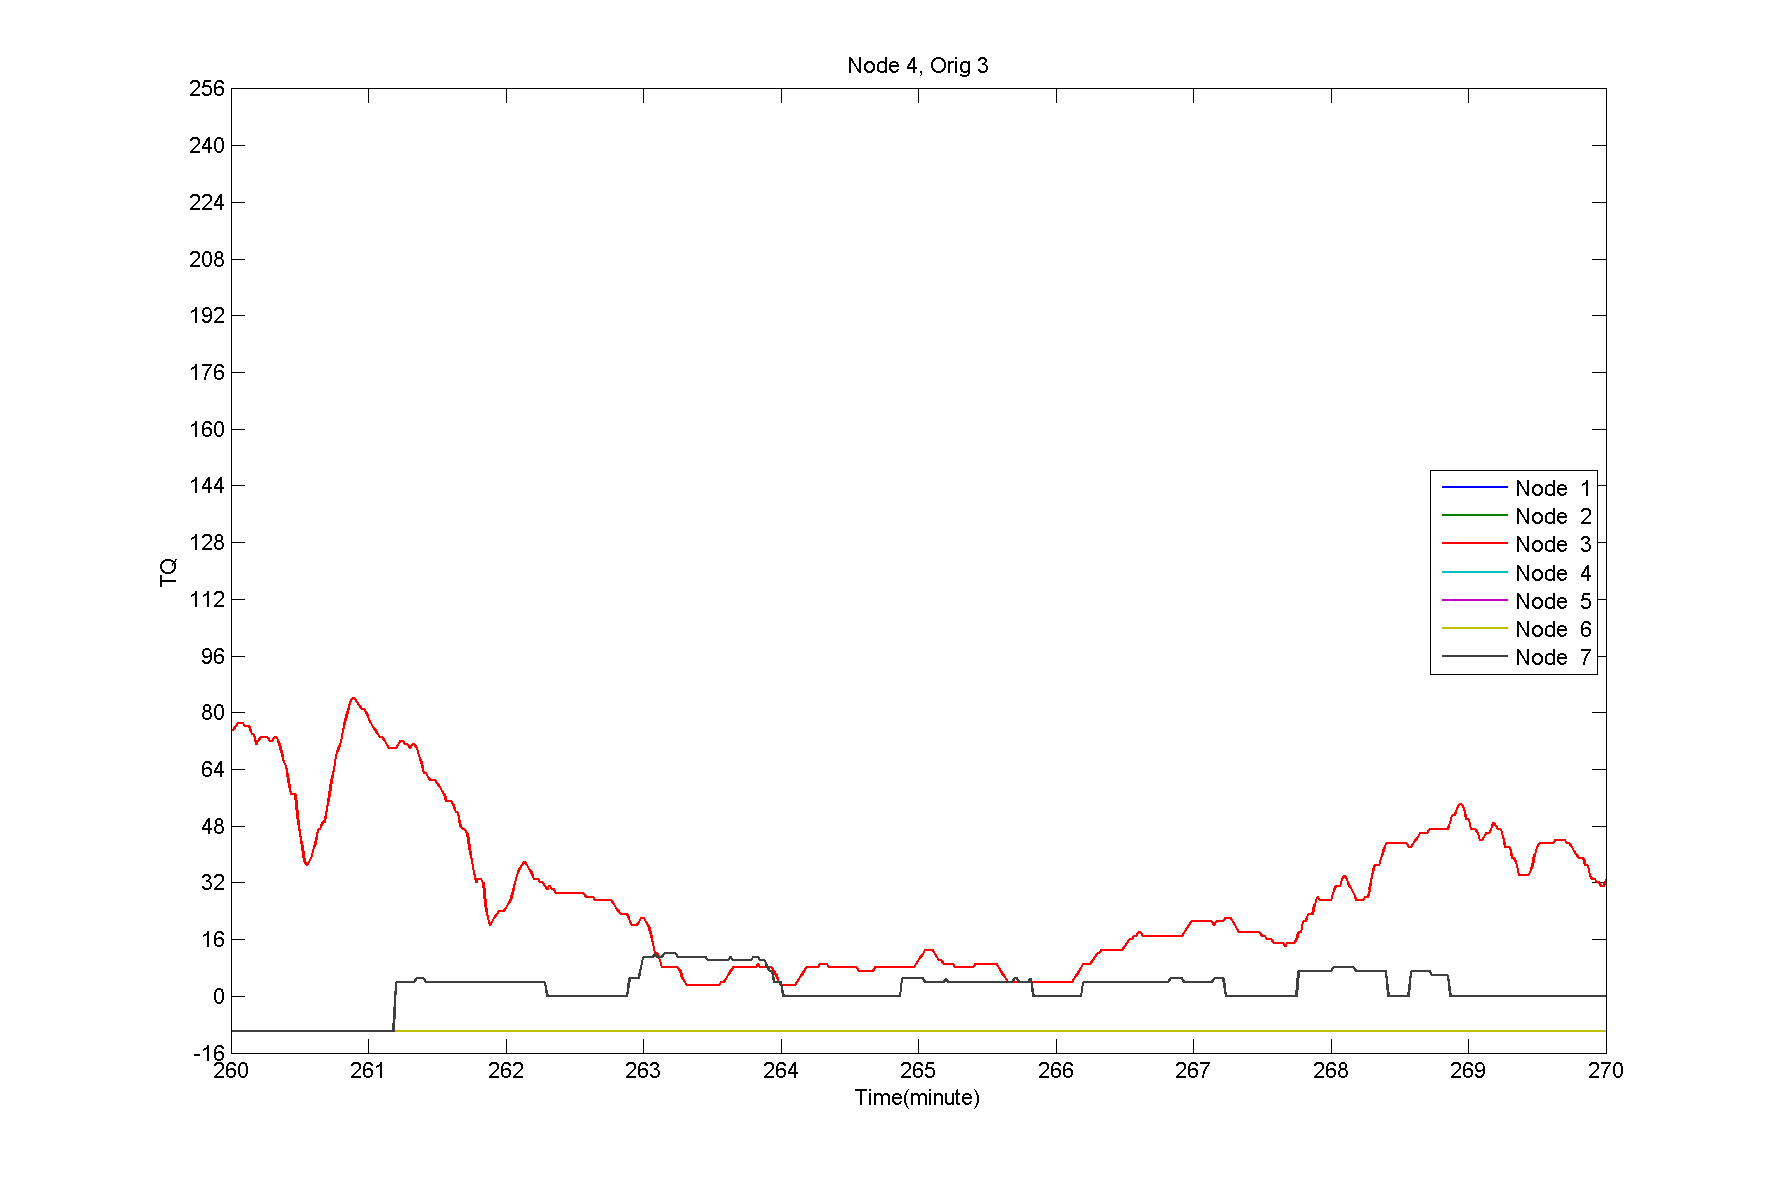 Node 4, Orig 3
256
240
224
208
192
176
160
144
128
112
96
80
64
48
32
16
0
-16
TQ
Node 1
Node 2
Node 3
Node 4
Node 5
Node 6
Node 7
260 261 262 263 264 265 266 267 268 269 270
Time(minute)